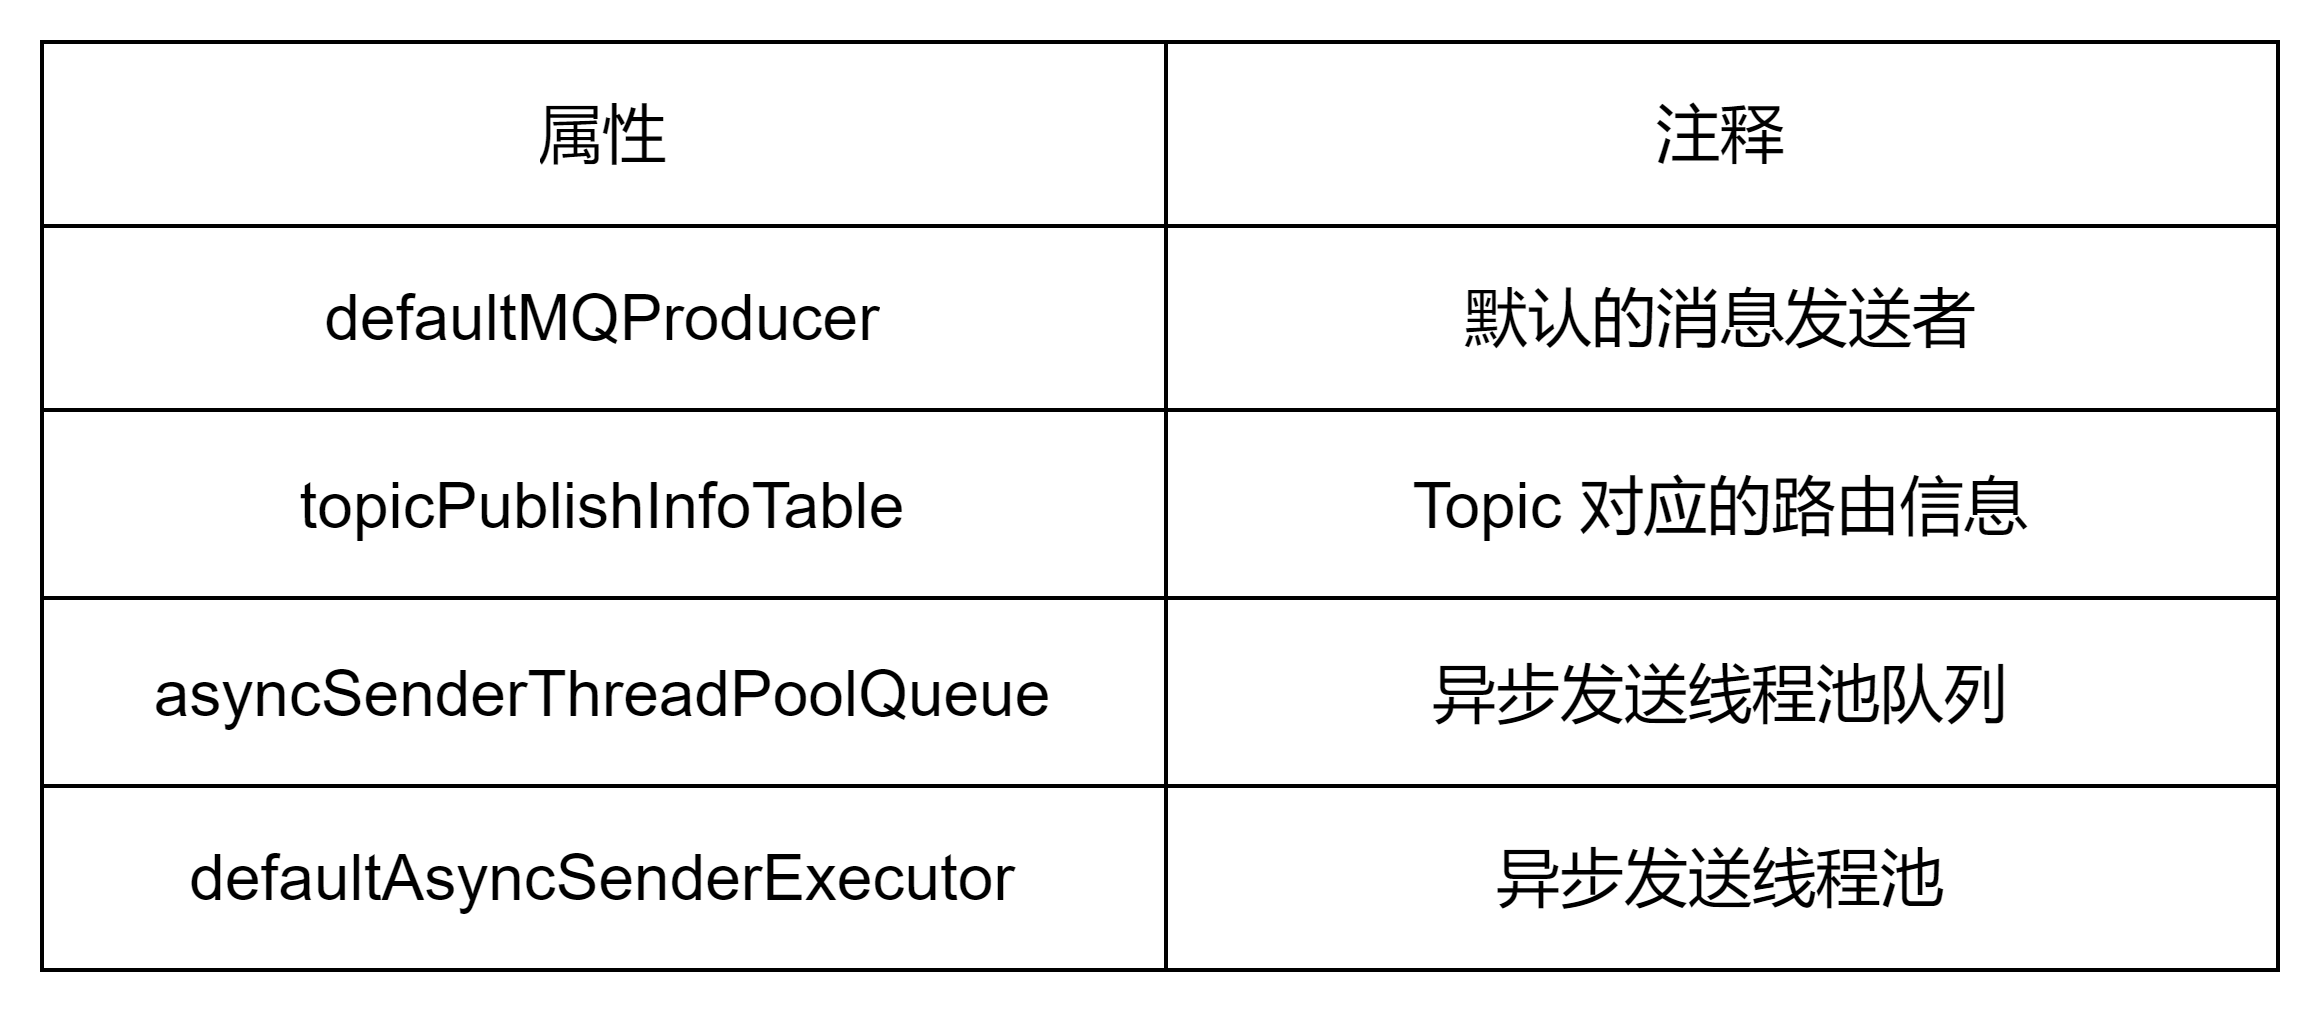 属性
注释
defaultMQProducer
默认的消息发送者
topicPublishInfoTable
Topic 对应的路由信息
asyncSenderThreadPoolQueue
异步发送线程池队列
defaultAsyncSenderExecutor
异步发送线程池